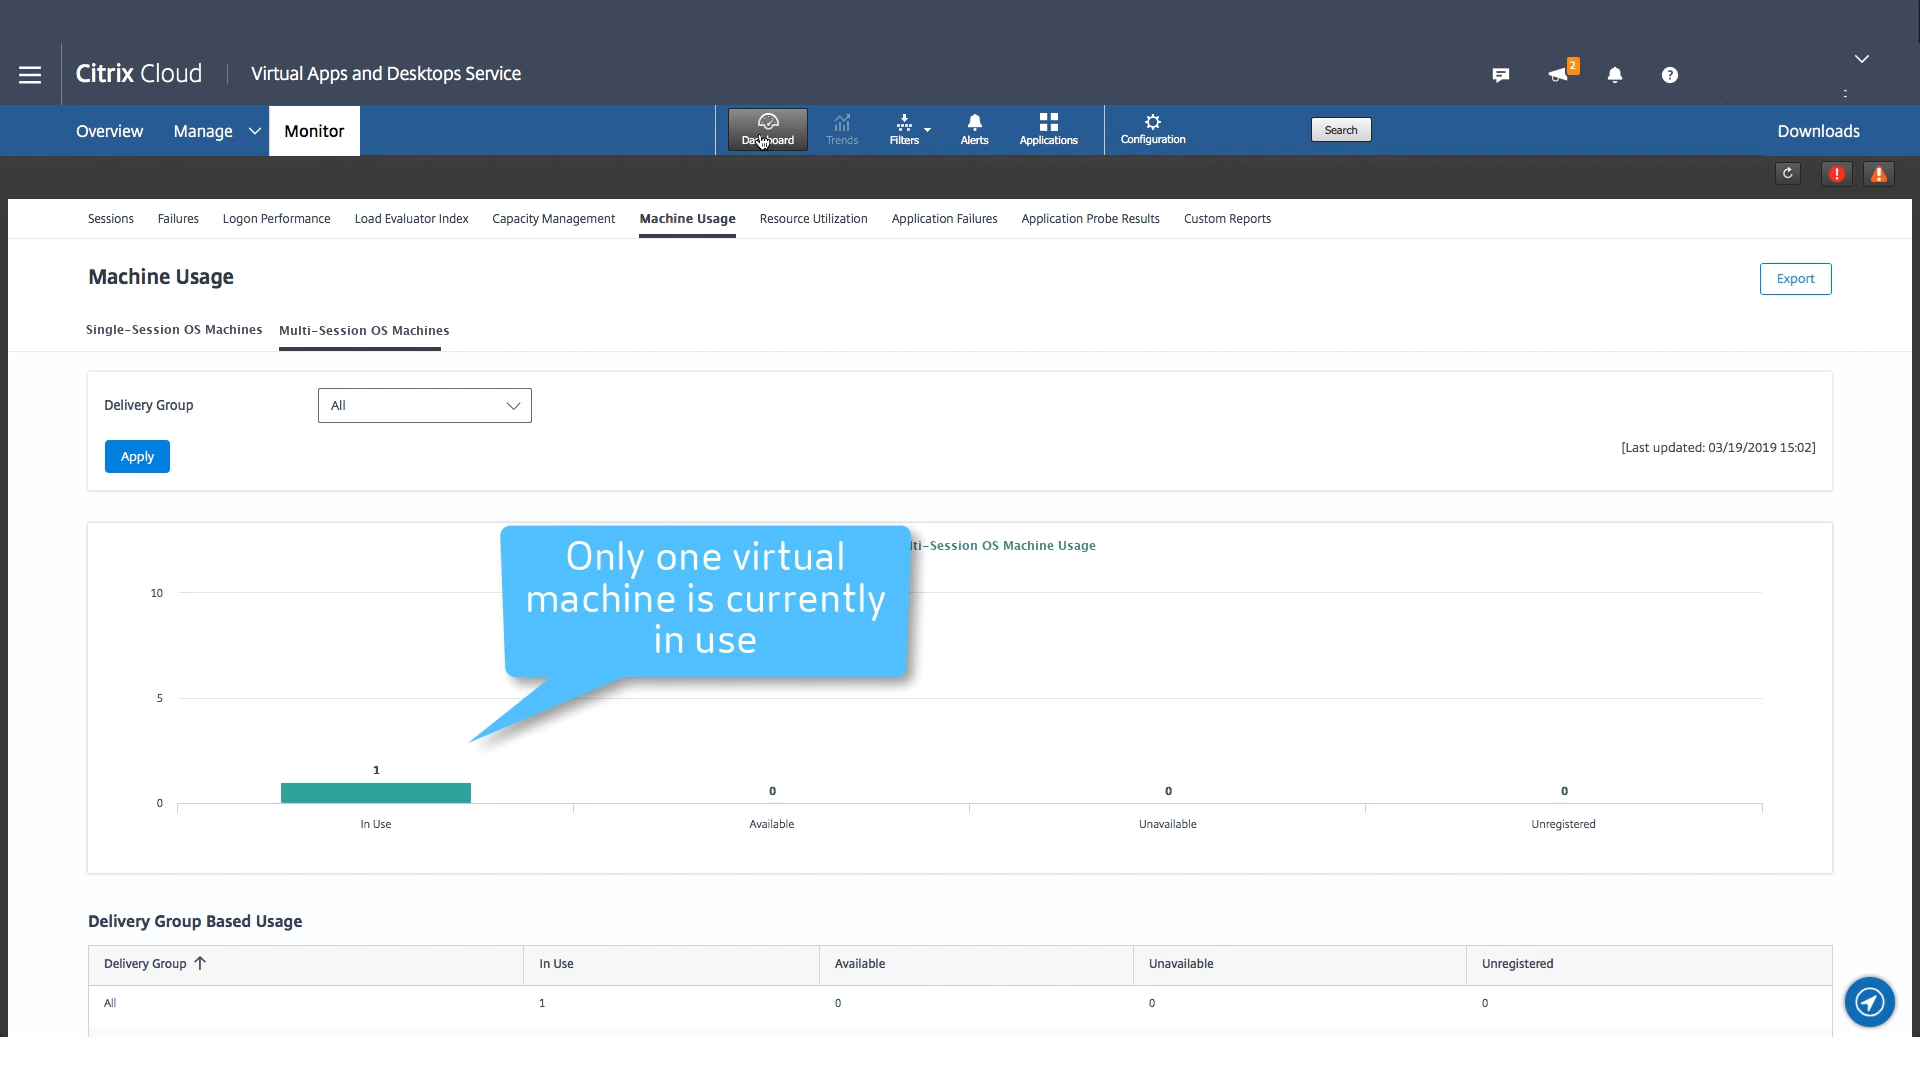 Citrix Cloud
Virtual Apps and Desktops Service
2
?
Overview
Manage
Monitor
Dashboard
Trends
Filters
Alerts
Applications
Configuration
Search
Downloads
Sessions
Failures
Logon Performance
Load Evaluator Index
Capacity Management
Machine Usage
Resource Utilization
Application Failures
Application Probe Results
Custom Reports
Machine Usage
Export
Single-Session OS Machines
Multi-Session OS Machines
Delivery Group
All
Apply
[Last updated: 03/19/2019 15:02]
lti-Session OS Machine Usage
Only one virtual
machine is currently
in use
10
5
0
1
0
0
0
In Use
Available
Unavailable
Unregistered
Delivery Group Based Usage
Delivery Group
In Use
Available
Unavailable
Unregistered
All
1
0
0
0